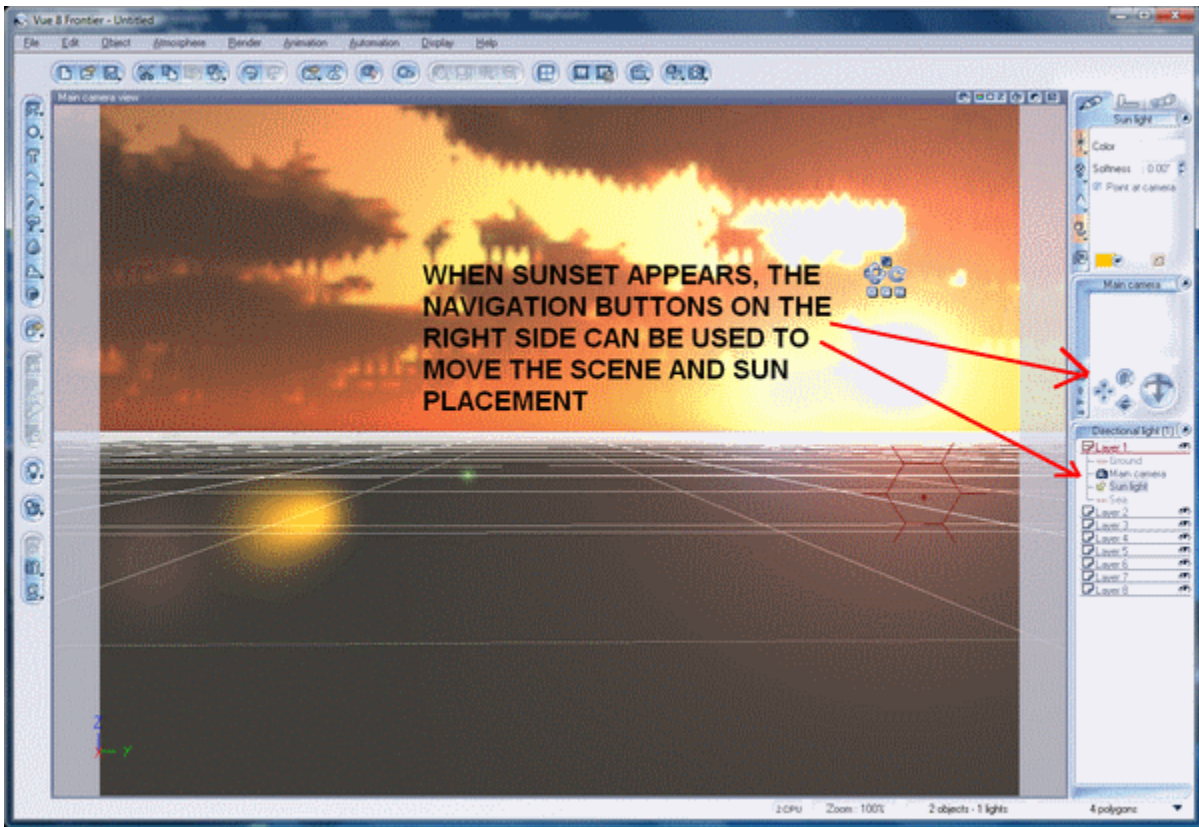 Vue 8 Frontier - Untitled
File Edit Object Atmosphere Render Animation Automation Display Help
Main camera view
Sun light
Color
Softness 0.00°
Point at camera
WHEN SUNSET APPEARS, THE
NAVIGATION BUTTONS ON THE
RIGHT SIDE CAN BE USED TO
MOVE THE SCENE AND SUN
PLACEMENT
Main camera
Directional light (1)
Layer 1
Ground
Main camera
Sun light
Sea
Layer 2
Layer 3
Layer 4
Layer 5
Layer 6
Layer 7
Layer 8
Z
X Y
2 CPU Zoom : 100% 2 objects - 1 lights 4 polygons